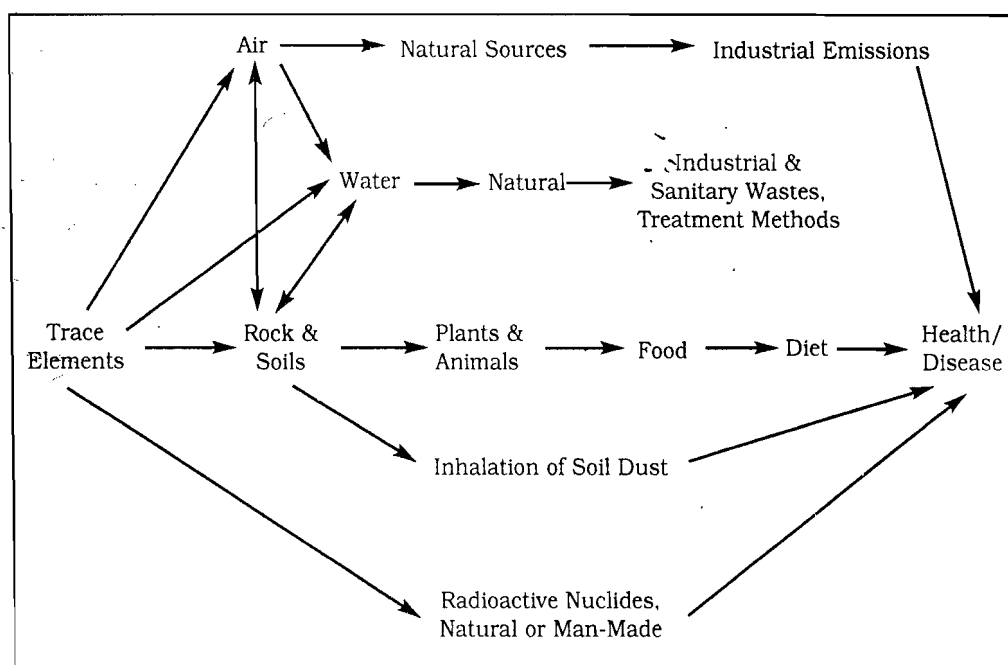 Air
Natural Sources
Industrial Emissions
Water
Natural
Industrial &
Sanitary Wastes,
Treatment Methods
Trace
Elements
Rock &
Soils
Plants &
Animals
Food
Diet
Health/
Disease
Inhalation of Soil Dust
Radioactive Nuclides,
Natural or Man-Made